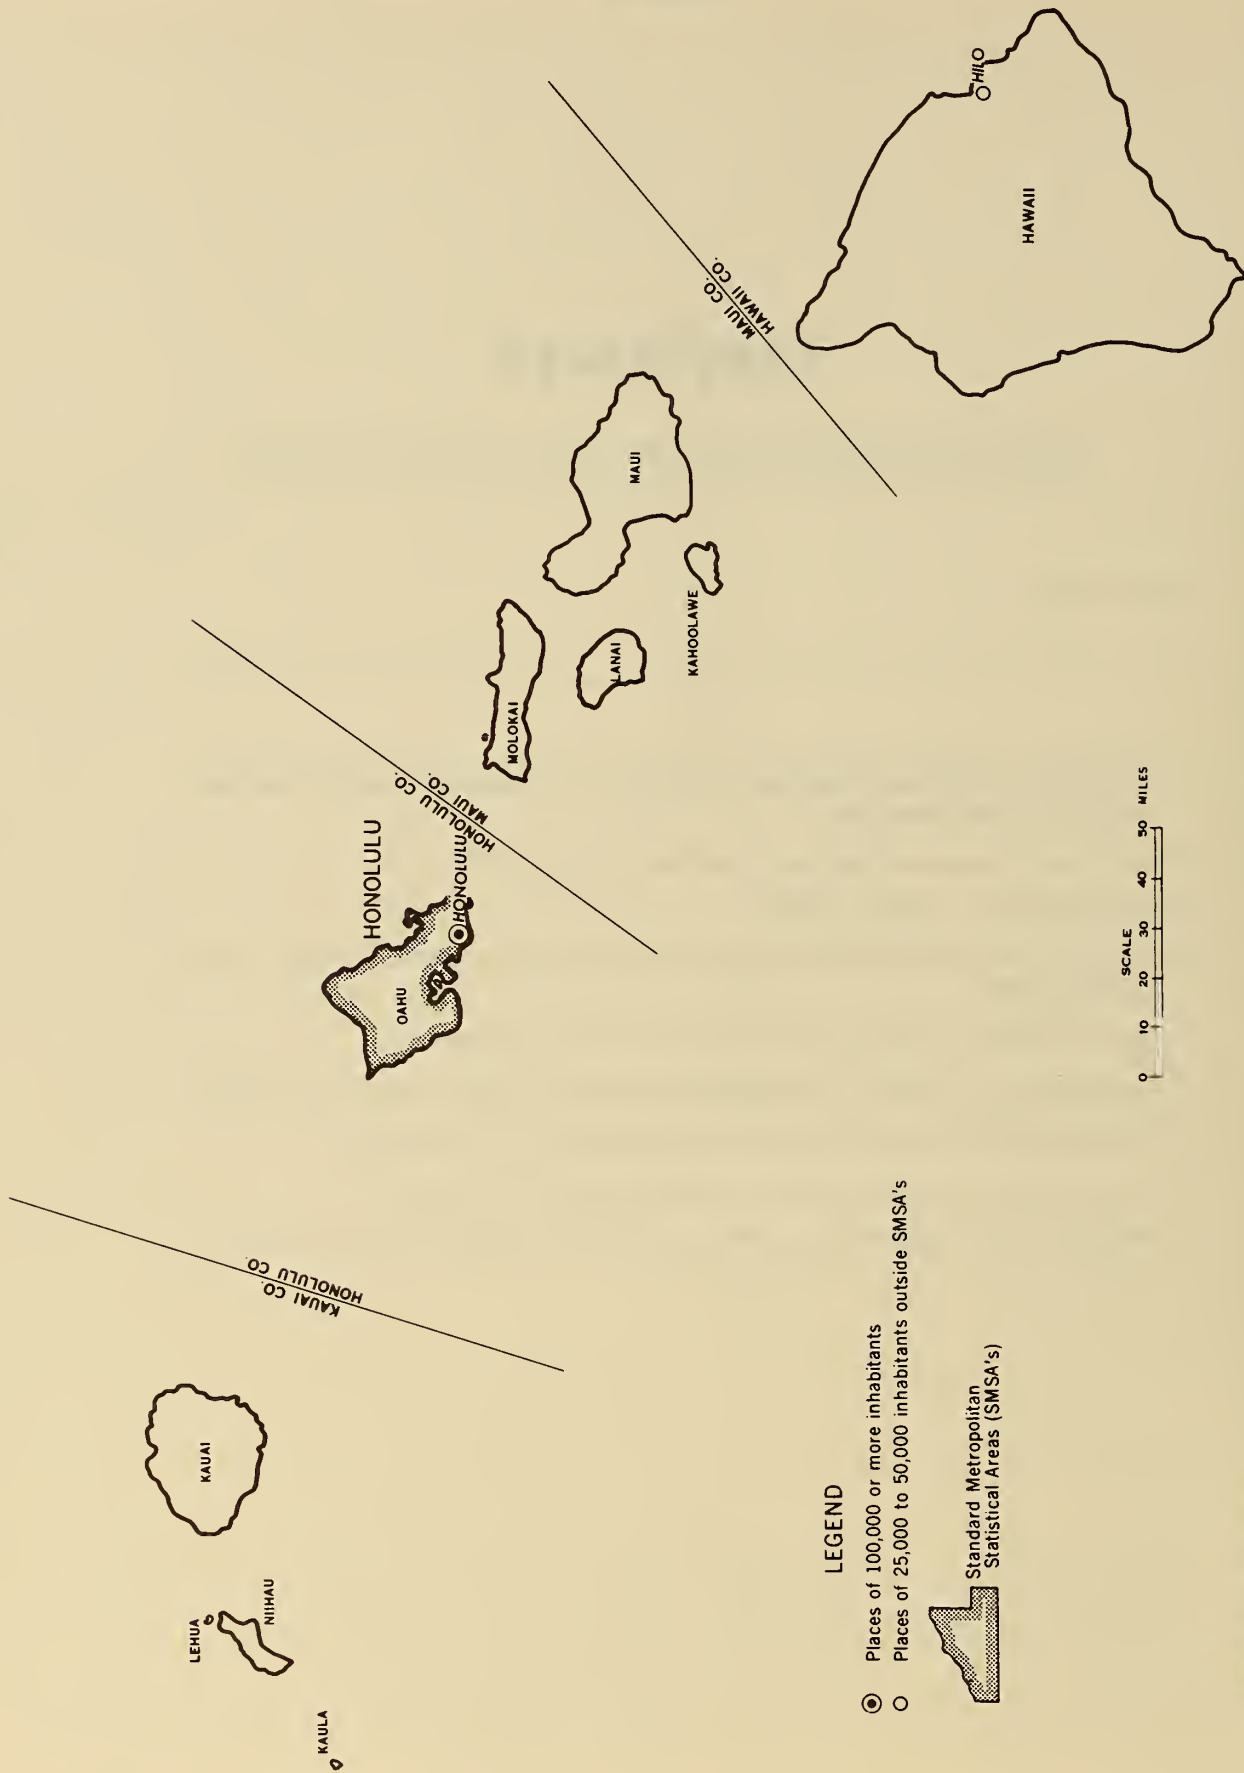 LEHUA
NIIHAU
KAULA
KAUAI
KAUAI CO.
HONOLULU CO.
HONOLULU
OAHU
HONOLULU
HONOLULU CO.
MAUI CO.
MOLOKAI
LANAI
KAHOOLAWE
MAUI
MAUI CO.
HAWAII CO.
HILO
HAWAII
LEGEND
Places of 100,000 or more inhabitants
Places of 25,000 to 50,000 inhabitants outside SMSA's
Standard Metropolitan
Statistical Areas (SMSA's)
SCALE
0 10 20 30 40 50 MILES